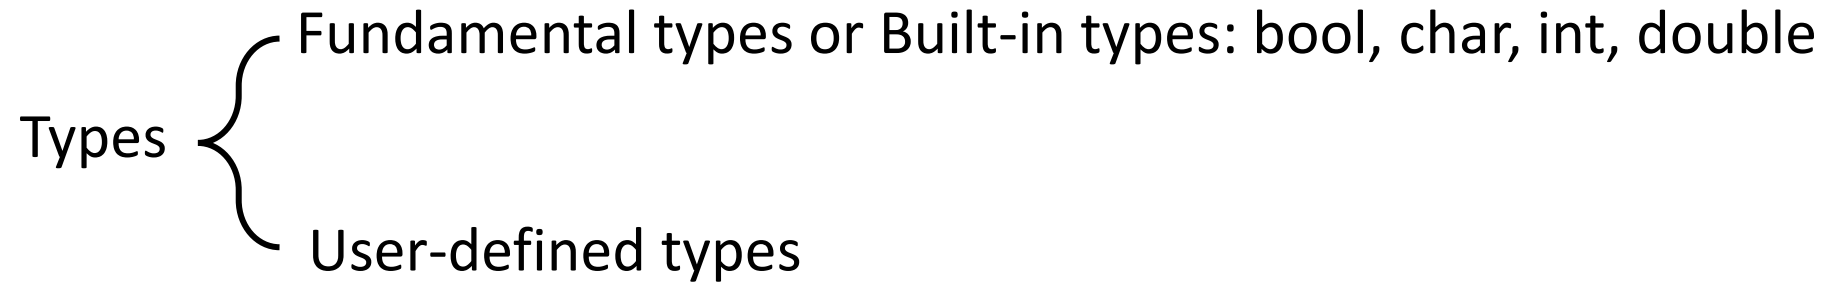 Fundamental types or Built-in types: bool, char, int, double
Types
User-defined types